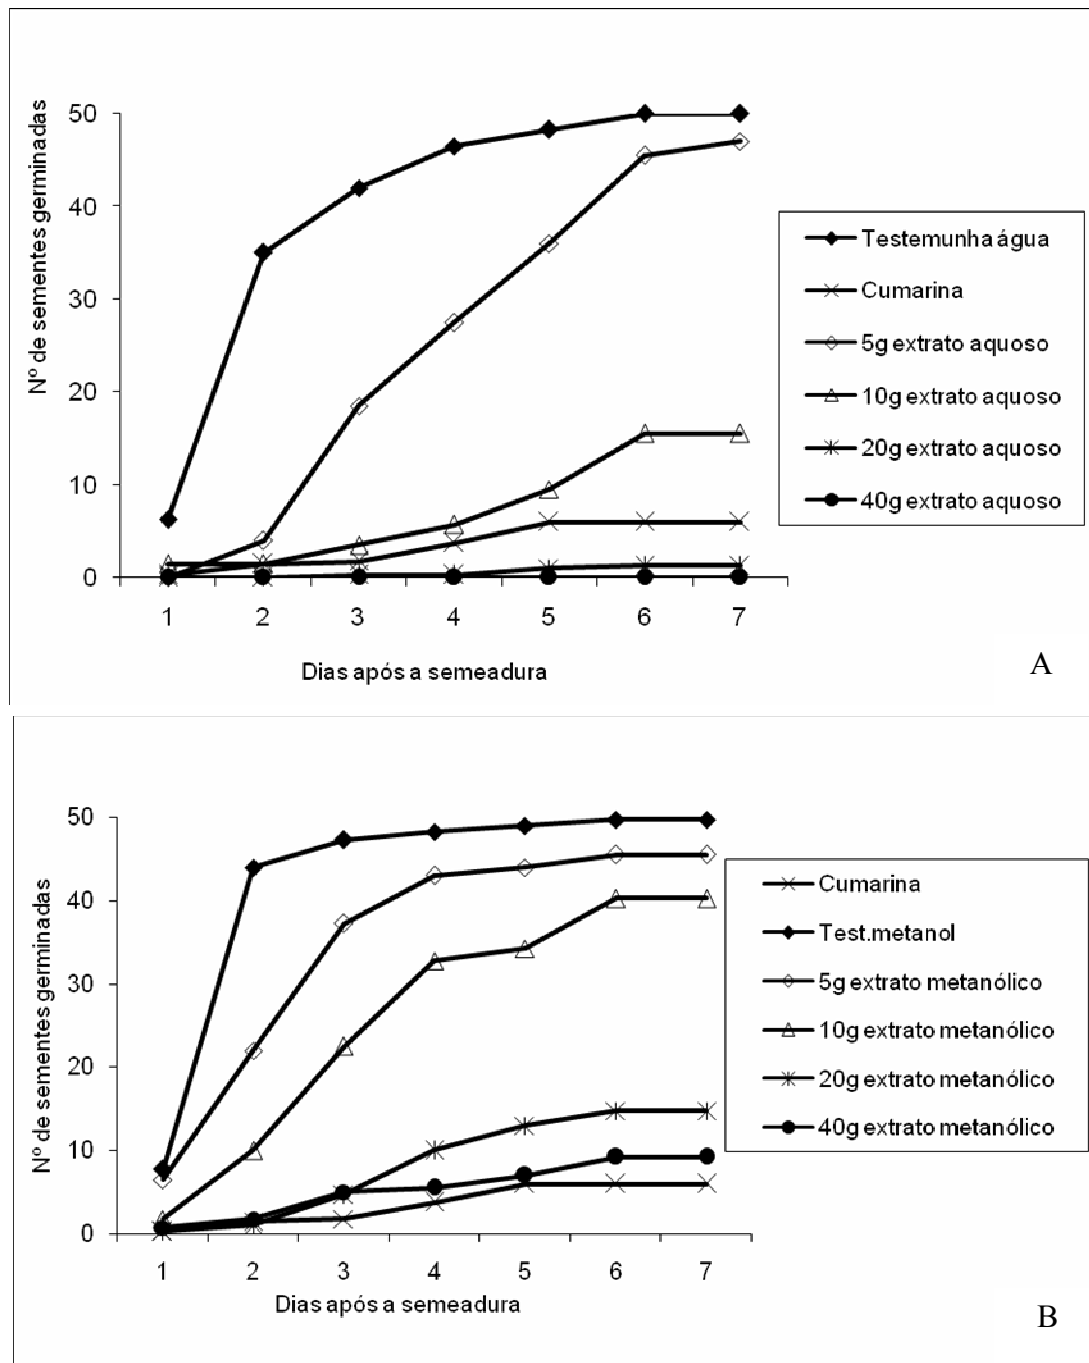 Nº de sementes germinadas
50
40
30
20
10
0
1 2 3 4 5 6 7
Dias após a semeadura
Testemunha água
Cumarina
5g extrato aquoso
10g extrato aquoso
20g extrato aquoso
40g extrato aquoso
A
Nº de sementes germinadas
50
40
30
20
10
0
1 2 3 4 5 6 7
Dias após a semeadura
Cumarina
Test.metanol
5g extrato metanólico
10g extrato metanólico
20g extrato metanólico
40g extrato metanólico
B